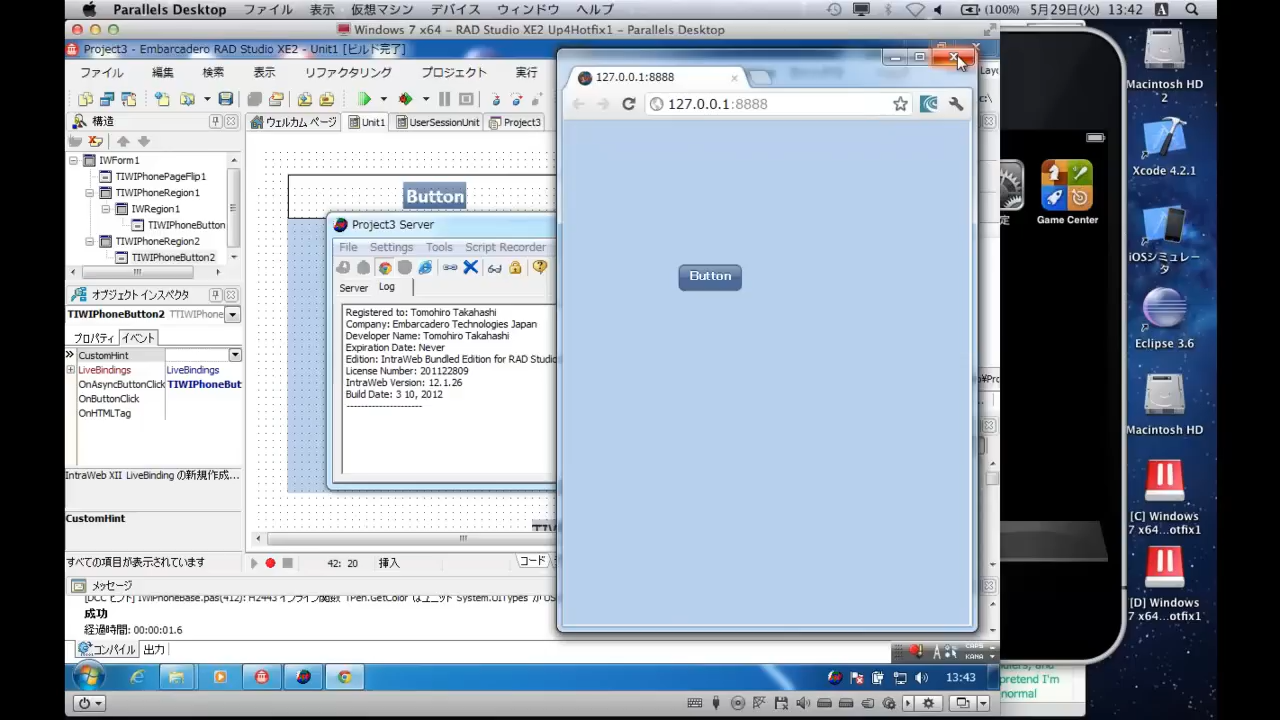 Parallels Desktop ファイル 表示 仮想マシン デバイス ウィンドウ ヘルプ (100%) 5月29日(火) 13:42 A
Windows 7 x64 – RAD Studio XE2 Up4Hotfix1 – Parallels Desktop
Project3 - Embarcadero RAD Studio XE2 - Unit1 [ビルド完了]
ファイル 編集 検索 表示 リファクタリング プロジェクト 実行
構造
ウェルカム ページ Unit1 UserSessionUnit Project3
IWForm1
TIWIPhonePageFlip1
TIWIPhoneRegion1
IWRegion1
TIWIPhoneButton
TIWIPhoneRegion2
TIWIPhoneButton2
オブジェクト インスペクタ
TIWIPhoneButton2 TTIWIPhone
プロパティ イベント
CustomHint
LiveBindings LiveBindings
OnAsyncButtonClick TIWIPhoneBut
OnButtonClick
OnHTMLTag
IntraWeb XII LiveBinding の新規作成...
CustomHint
すべての項目が表示されています
42: 20 挿入
コード
メッセージ
成功
経過時間: 00:00:01.6
コンパイル 出力
Button
Project3 Server
File Settings Tools Script Recorder
Server Log
Registered to: Tomohiro Takahashi
Company: Embarcadero Technologies Japan
Developer Name: Tomohiro Takahashi
Expiration Date: Never
Edition: IntraWeb Bundled Edition for RAD Studio
License Number: 201122809
IntraWeb Version: 12.1.26
Build Date: 3 10, 2012
----------------------
127.0.0.1:8888
127.0.0.1:8888
Button
A CAPS
KANA
13:43
Game Center
Macintosh HD
2
Xcode 4.2.1
iOSシミュレー
タ
Eclipse 3.6
Macintosh HD
[C] Windows
7 x64...otfix1
[D] Windows
7 x64...otfix1
pretend I'm
normal